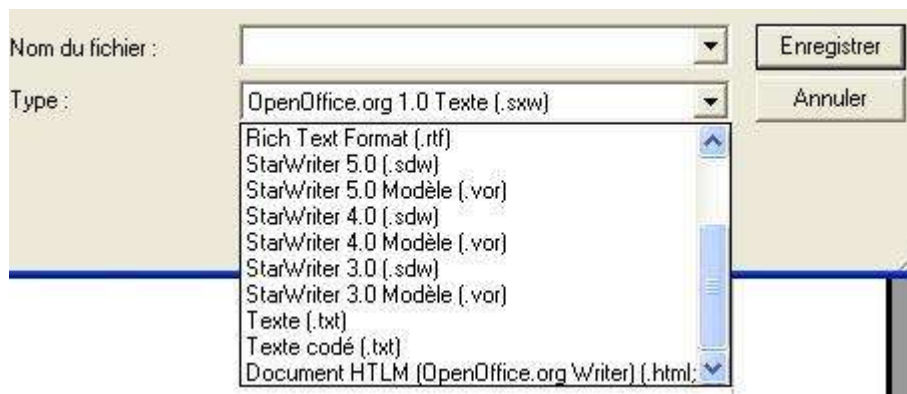 Nom du fichier :
Enregistrer
Type :
OpenOffice.org 1.0 Texte (.sxw)
Annuler
Rich Text Format (.rtf)
StarWriter 5.0 (.sdw)
StarWriter 5.0 Modèle (.vor)
StarWriter 4.0 (.sdw)
StarWriter 4.0 Modèle (.vor)
StarWriter 3.0 (.sdw)
StarWriter 3.0 Modèle (.vor)
Texte (.txt)
Texte codé (.txt)
Document HTLM (OpenOffice.org Writer) (.html;